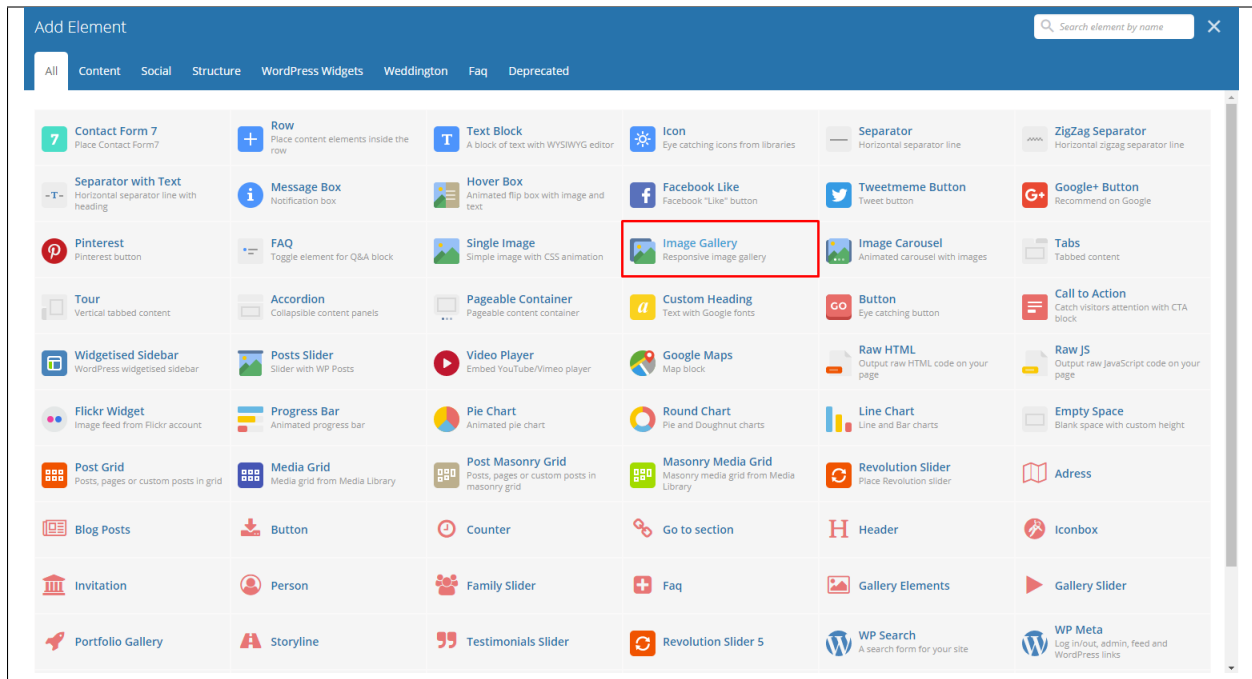 Add Element
Search element by name
All Content Social Structure WordPress Widgets Weddington Faq Deprecated
7
Contact Form 7
Place Contact Form7
Row
Place content elements inside the
row
T
Text Block
A block of text with WYSIWYG editor
Icon
Eye catching icons from libraries
Separator
Horizontal separator line
ZigZag Separator
Horizontal zigzag separator line
-T-
Separator with Text
Horizontal separator line with
heading
i
Message Box
Notification box
Hover Box
Animated flip box with image and
text
f
Facebook Like
Facebook "Like" button
Tweetmeme Button
Tweet button
G+
Google+ Button
Recommend on Google
Pinterest
Pinterest button
FAQ
Toggle element for Q&A block
Single Image
Simple image with CSS animation
Image Gallery
Responsive image gallery
Image Carousel
Animated carousel with images
Tabs
Tabbed content
Tour
Vertical tabbed content
Accordion
Collapsible content panels
Pageable Container
Pageable content container
a
Custom Heading
Text with Google fonts
GO
Button
Eye catching button
Call to Action
Catch visitors attention with CTA
block
Widgetised Sidebar
WordPress widgetised sidebar
Posts Slider
Slider with WP Posts
Video Player
Embed YouTube/Vimeo player
Google Maps
Map block
Raw HTML
Output raw HTML code on your
page
Raw JS
Output raw JavaScript code on your
page
Flickr Widget
Image feed from Flickr account
Progress Bar
Animated progress bar
Pie Chart
Animated pie chart
Round Chart
Pie and Doughnut charts
Line Chart
Line and Bar charts
Empty Space
Blank space with custom height
Post Grid
Posts, pages or custom posts in grid
Media Grid
Media grid from Media Library
Post Masonry Grid
Posts, pages or custom posts in
masonry grid
Masonry Media Grid
Masonry media grid from Media
Library
Revolution Slider
Place Revolution slider
Adress
Blog Posts
Button
Counter
Go to section
H
Header
Iconbox
Invitation
Person
Family Slider
Faq
Gallery Elements
Gallery Slider
Portfolio Gallery
Storyline
Testimonials Slider
Revolution Slider 5
WP Search
A search form for your site
WP Meta
Log in/out, admin, feed and
WordPress links